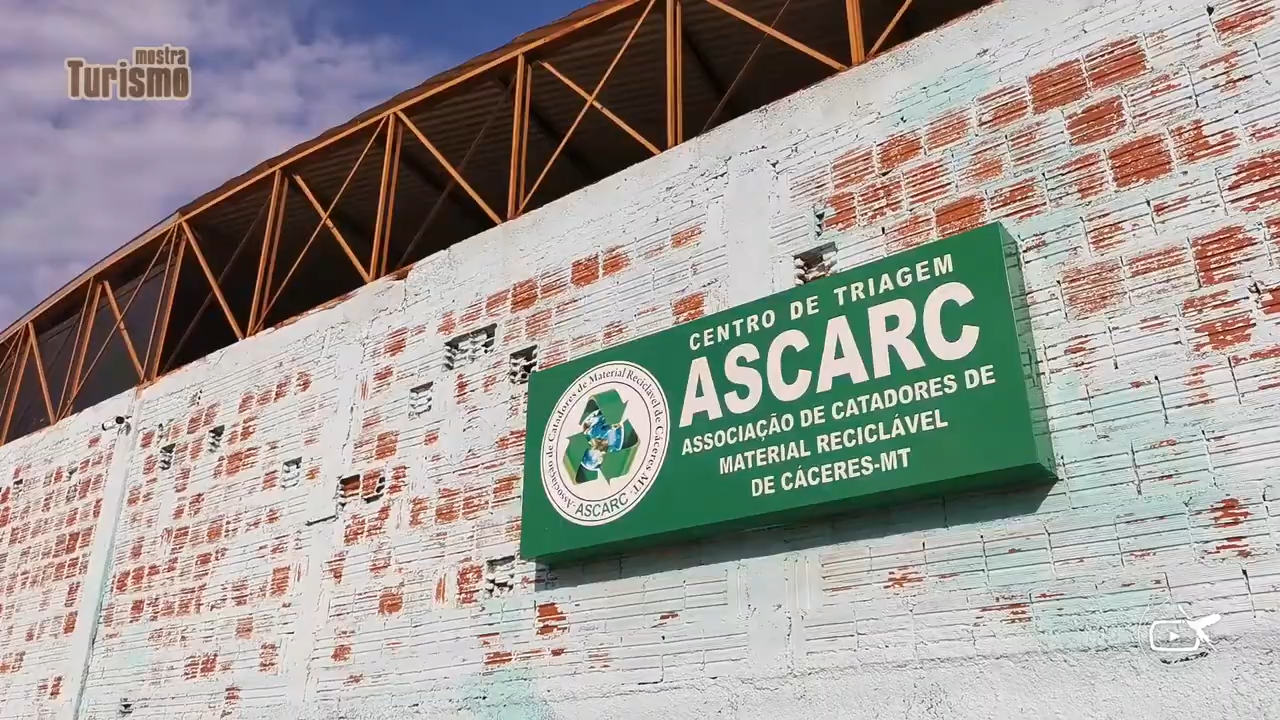 mostra
Turismo
CENTRO DE TRIAGEM
ASCARC
ASSOCIAÇÃO DE CATADORES DE
MATERIAL RECICLÁVEL
DE CÁCERES-MT
Associação de Catadores de Material Reciclável de Cáceres MT.
ASCARC